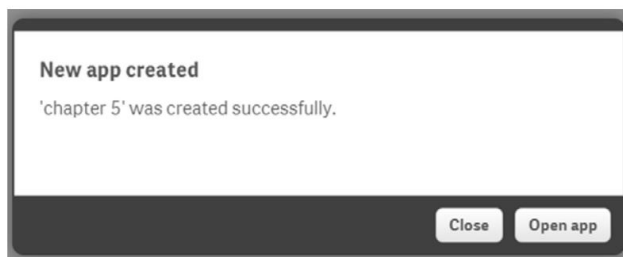 New app created
'chapter 5' was created successfully.
Close
Open app